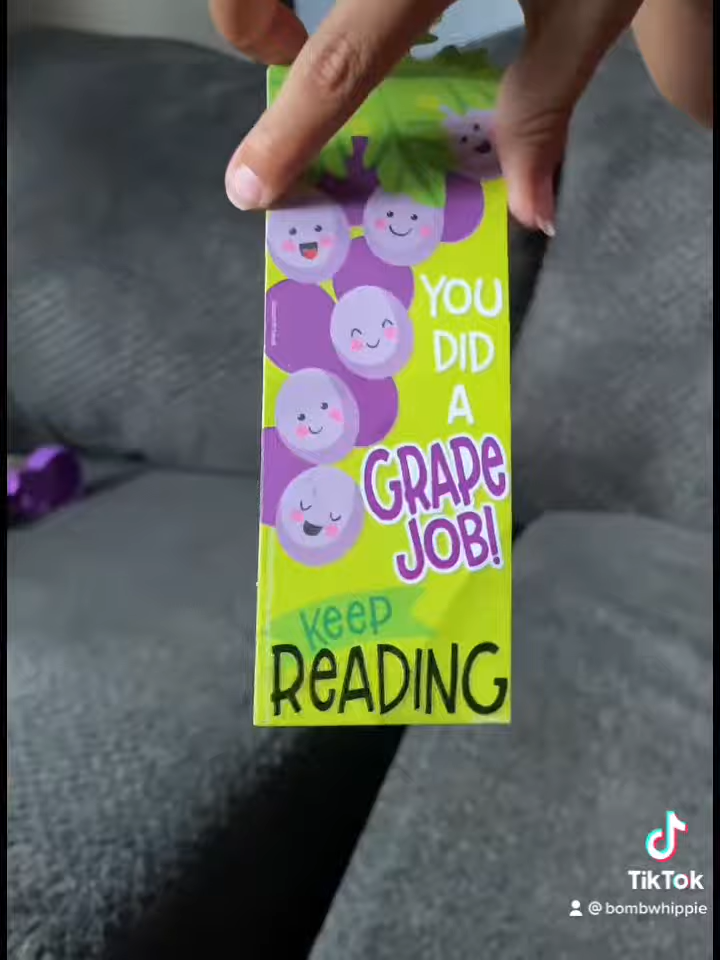 YOU
DID
A
GRAPe
JOB!
KeeP
ReADING
TikTok
@bombwhippie